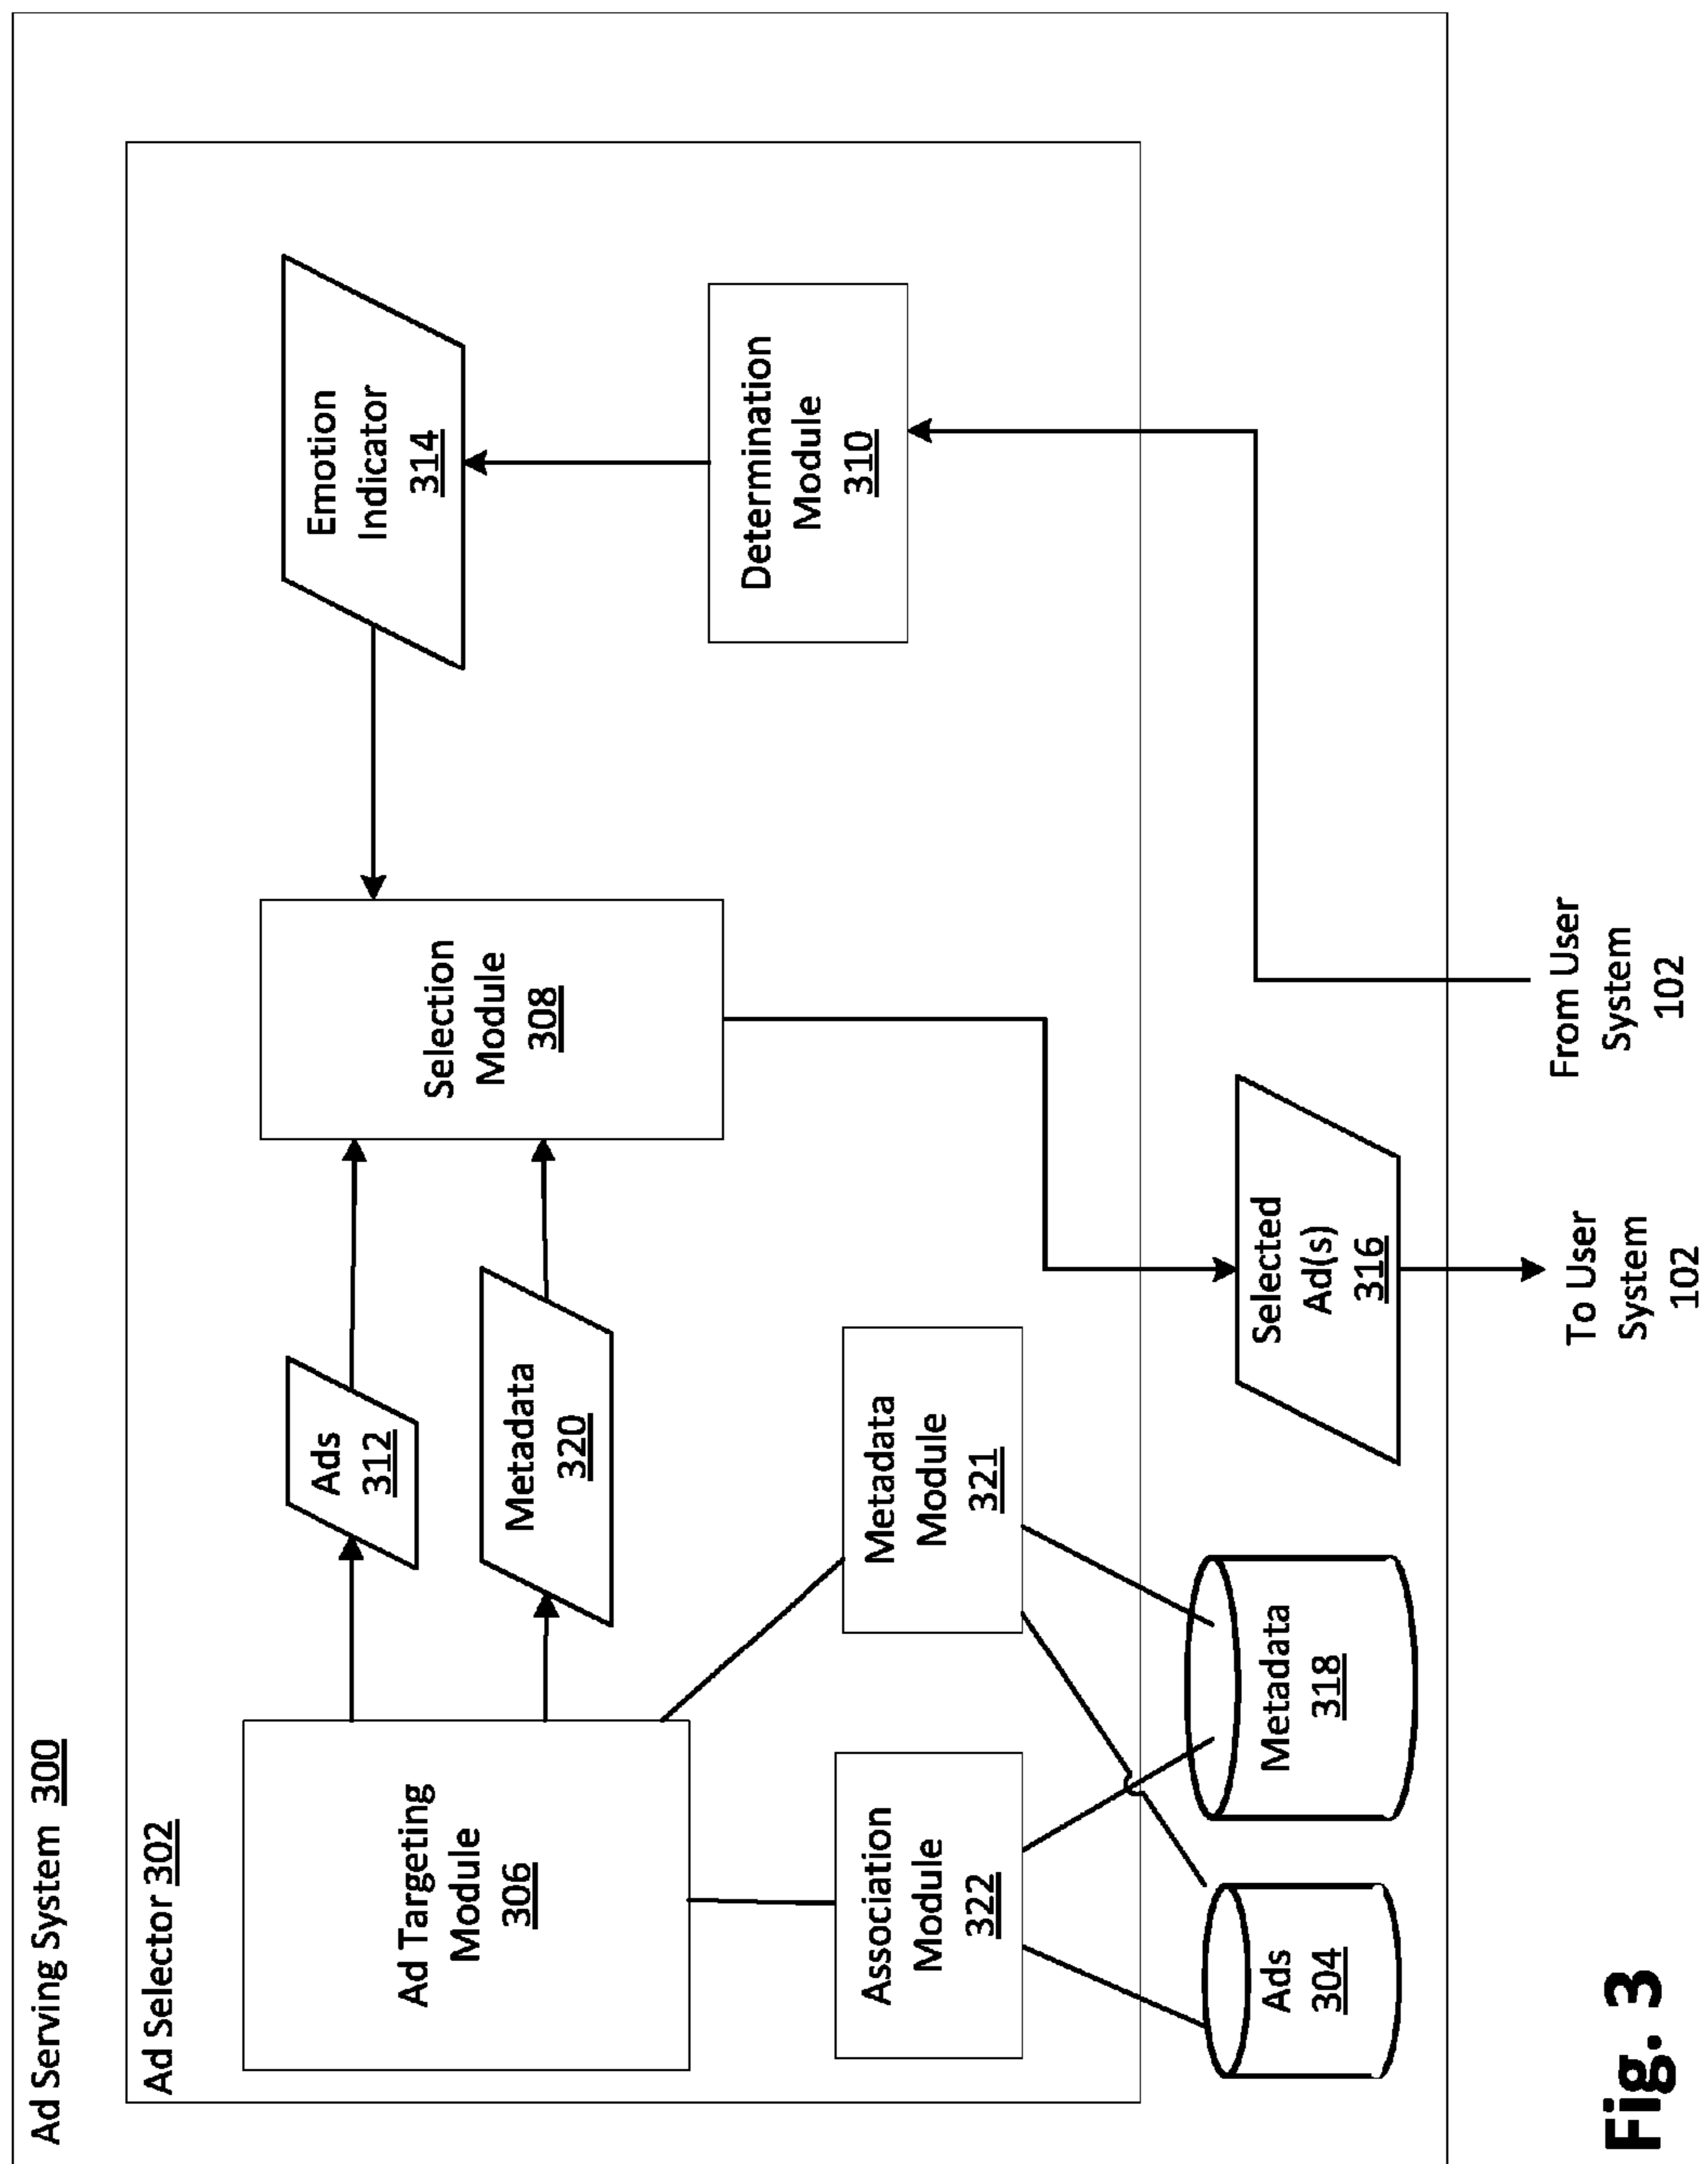 Ad Serving System 300
Ad Selector 302
Ad Targeting
Module
306
Ads
312
Metadata
320
Selection
Module
308
Emotion
Indicator
314
Association
Module
322
Metadata
Module
321
Determination
Module
310
Ads
304
Metadata
318
Selected
Ad(s)
316
To User
System
102
From User
System
102
Fig. 3